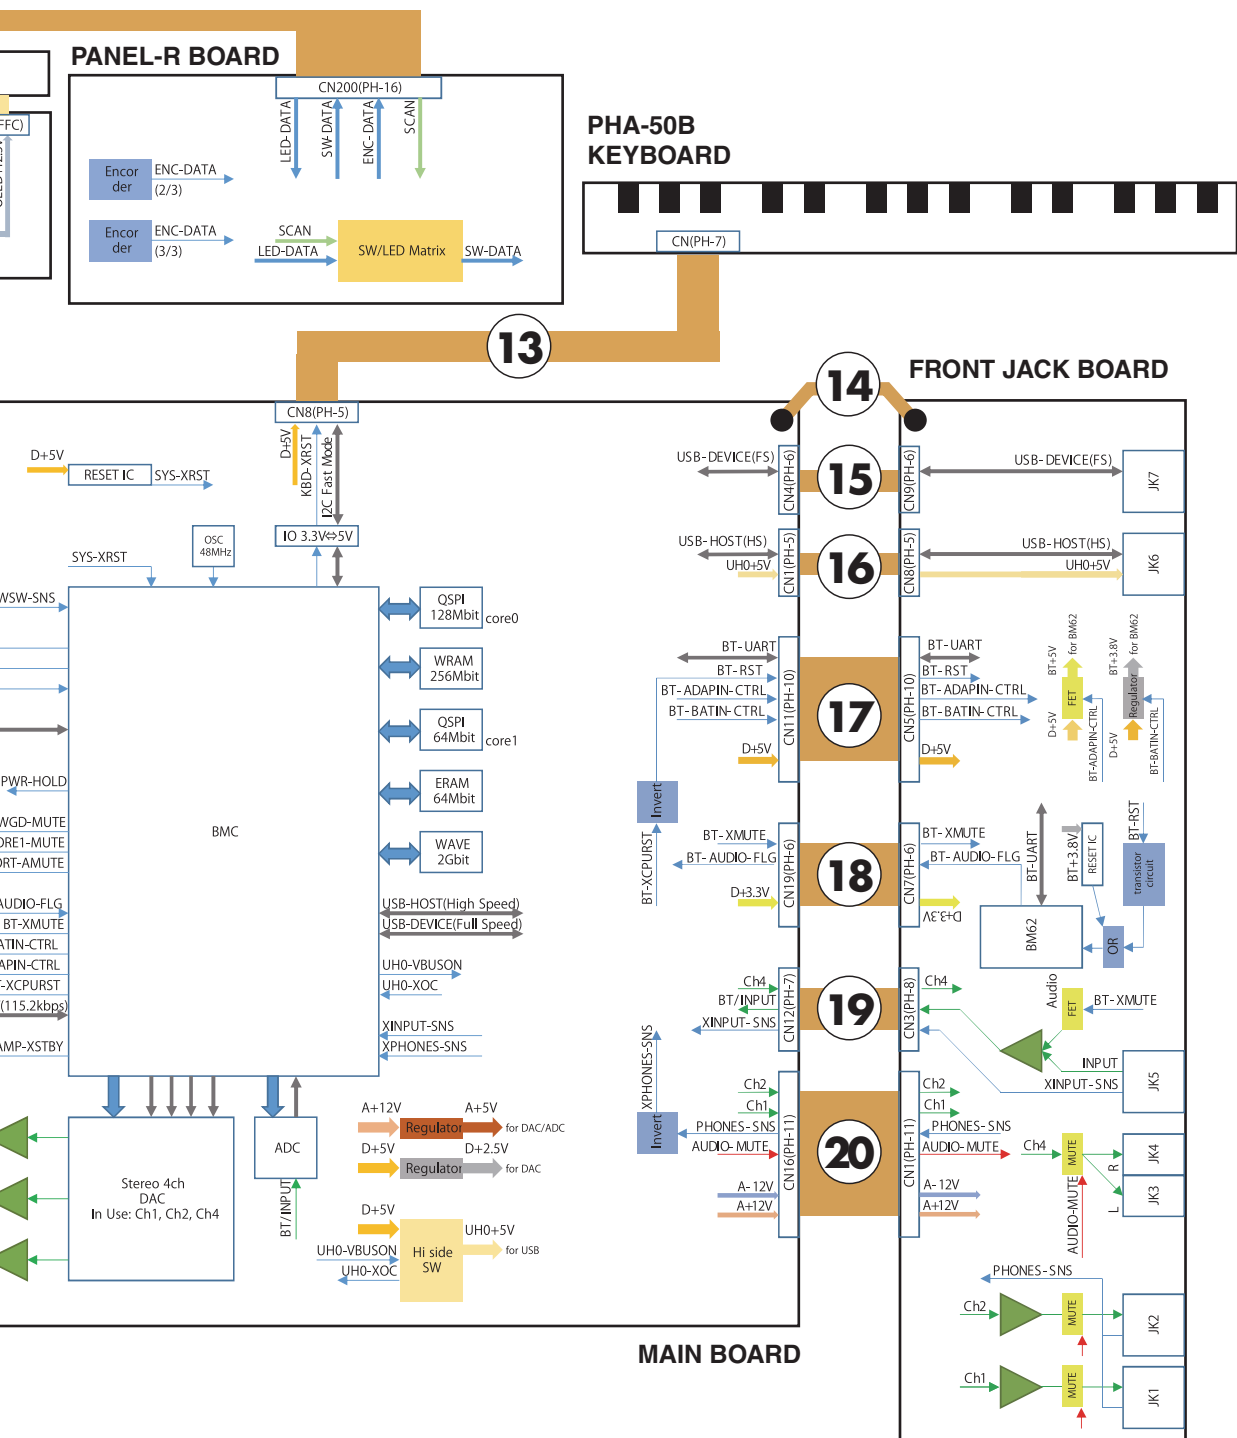 PANEL-R BOARD
CN200(PH-16)
LED-DATA
SW-DATA
ENC-DATA
SCAN
FFC)
Encor
der
ENC-DATA
(2/3)
Encor
der
ENC-DATA
(3/3)
SCAN
LED-DATA
SW/LED Matrix
SW-DATA
PHA-50B
KEYBOARD
CN(PH-7)
13
14
FRONT JACK BOARD
CN8(PH-5)
D+5V
KBD-XRST
I2C Fast Mode
D+5V
RESET IC
SYS-XRST
IO 3.3V⇔5V
OSC
48MHz
SYS-XRST
WSW-SNS
PWR-HOLD
WGD-MUTE
ORE1-MUTE
ORT-AMUTE
AUDIO-FLG
BT-XMUTE
ATIN-CTRL
APIN-CTRL
T-XCPURST
(115.2kbps)
AMP-XSTBY
BMC
QSPI
128Mbit
core0
WRAM
256Mbit
QSPI
64Mbit
core1
ERAM
64Mbit
WAVE
2Gbit
USB-HOST(High Speed)
USB-DEVICE(Full Speed)
UH0-VBUSON
UH0-XOC
XINPUT-SNS
XPHONES-SNS
Stereo 4ch
DAC
In Use: Ch1, Ch2, Ch4
ADC
BT/INPUT
A+12V
Regulator
A+5V
for DAC/ADC
D+5V
Regulator
D+2.5V
for DAC
D+5V
UH0-VBUSON
UH0-XOC
Hi side
SW
UH0+5V
for USB
MAIN BOARD
USB-DEVICE(FS)
CN4(PH-6)
15
CN9(PH-6)
USB-DEVICE(FS)
JK7
USB-HOST(HS)
UH0+5V
CN1(PH-5)
16
CN8(PH-5)
USB-HOST(HS)
UH0+5V
JK6
BT-UART
BT-RST
BT-ADAPIN-CTRL
BT-BATIN-CTRL
D+5V
CN11(PH-10)
17
CN5(PH-10)
BT-UART
BT-RST
BT-ADAPIN-CTRL
BT-BATIN-CTRL
D+5V
BT+5V
for BM62
FET
D+5V
BT-ADAPIN-CTRL
BT+3.8V
for BM62
Regulator
D+5V
BT-BATIN-CTRL
Invert
BT-XCPURST
BT-XMUTE
BT-AUDIO-FLG
D+3.3V
CN19(PH-6)
18
CN7(PH-6)
BT-XMUTE
BT-AUDIO-FLG
D+3.3V
BT-UART
BT+3.8V
RESET IC
BT-RST
transistor
circuit
BM62
OR
Ch4
BT/INPUT
XINPUT-SNS
CN12(PH-7)
19
CN3(PH-8)
Ch4
Audio
FET
BT-XMUTE
INPUT
XINPUT-SNS
JK5
XPHONES-SNS
Invert
Ch2
Ch1
PHONES-SNS
AUDIO-MUTE
A-12V
A+12V
CN16(PH-11)
20
CN1(PH-11)
Ch2
Ch1
PHONES-SNS
AUDIO-MUTE
A-12V
A+12V
Ch4
MUTE
R
L
JK4
JK3
AUDIO-MUTE
PHONES-SNS
Ch2
MUTE
JK2
Ch1
MUTE
JK1